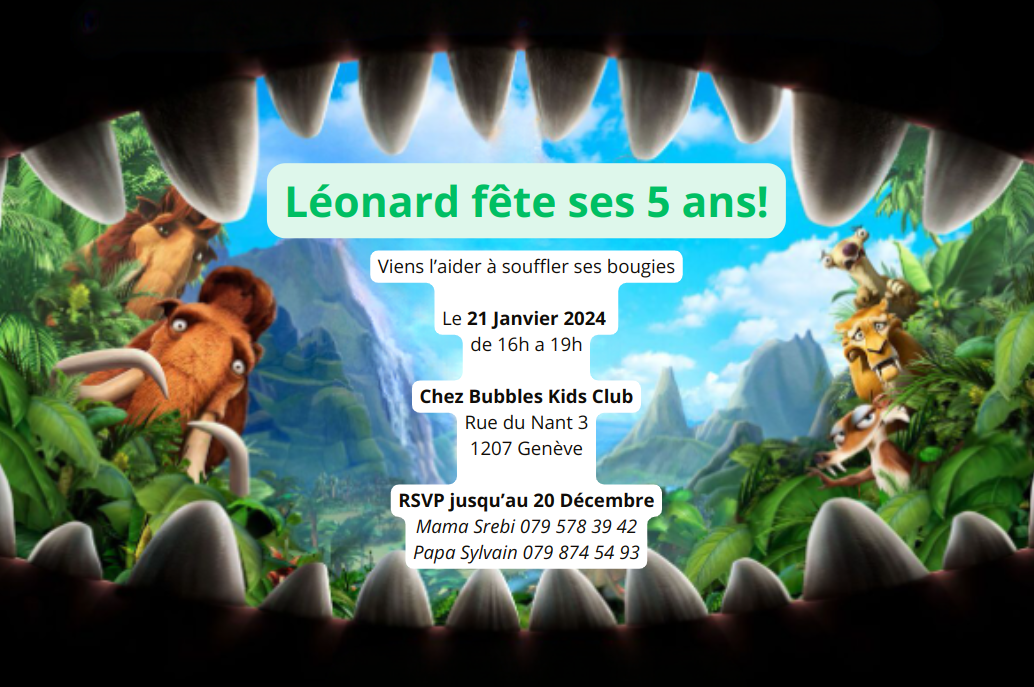 Léonard fête ses 5 ans!
Viens l’aider à souffler ses bougies
Le 21 Janvier 2024
de 16h a 19h
Chez Bubbles Kids Club
Rue du Nant 3
1207 Genève
RSVP jusqu’au 20 Décembre
Mama Srebi 079 578 39 42
Papa Sylvain 079 874 54 93